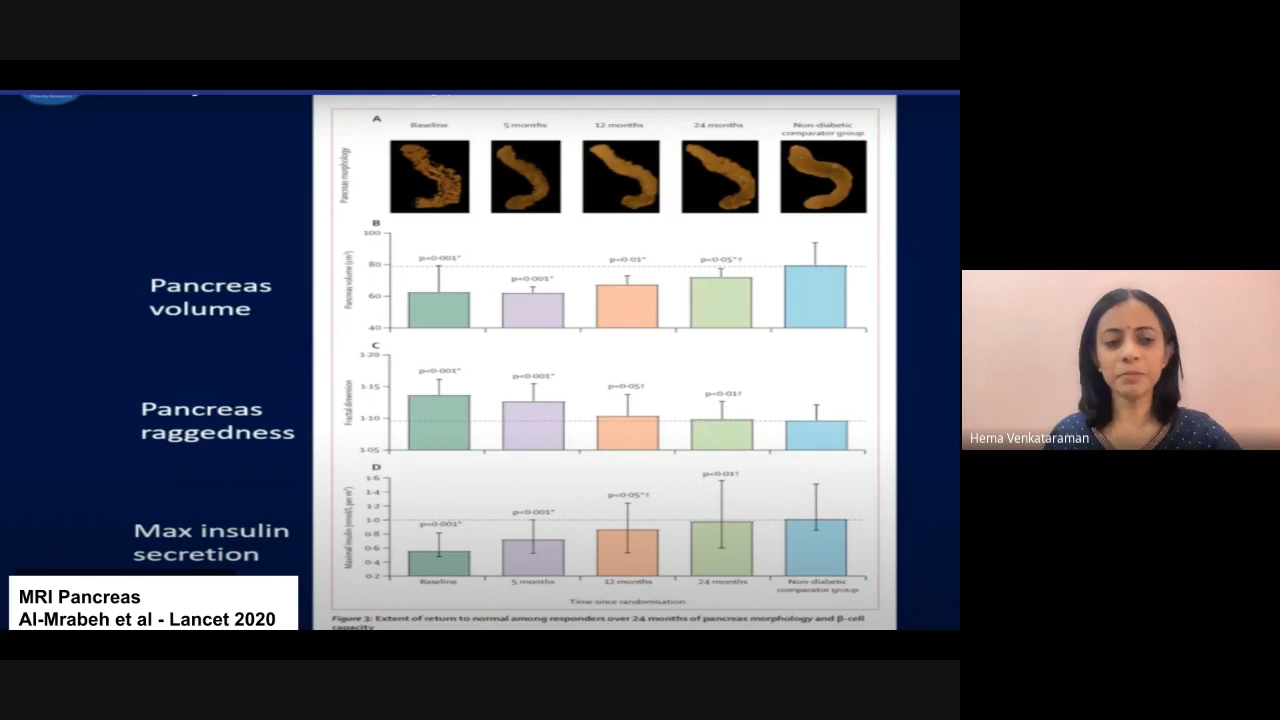 A
Baseline
5 months
12 months
24 months
Non-diabetic
comparator group
Pancreas morphology
B
Pancreas volume (cm³)
100
80
60
40
p<0·001*
p<0·001*
p<0·01*
p<0·05*†
Pancreas
volume
C
Fractal dimension
1·20
1·15
1·10
1·05
p<0·001*
p<0·001*
p<0·05†
p<0·01†
Pancreas
raggedness
D
Maximal insulin (nmol/L per m²)
1·6
1·4
1·2
1·0
0·8
0·6
0·4
0·2
p<0·001*
p<0·001*
p<0·05*†
p<0·01†
Max insulin
secretion
Baseline
5 months
12 months
24 months
Non-diabetic
comparator group
Time since randomisation
Figure 3: Extent of return to normal among responders over 24 months of pancreas morphology and β-cell
capacity
MRI Pancreas
Al-Mrabeh et al - Lancet 2020
Hema Venkataraman